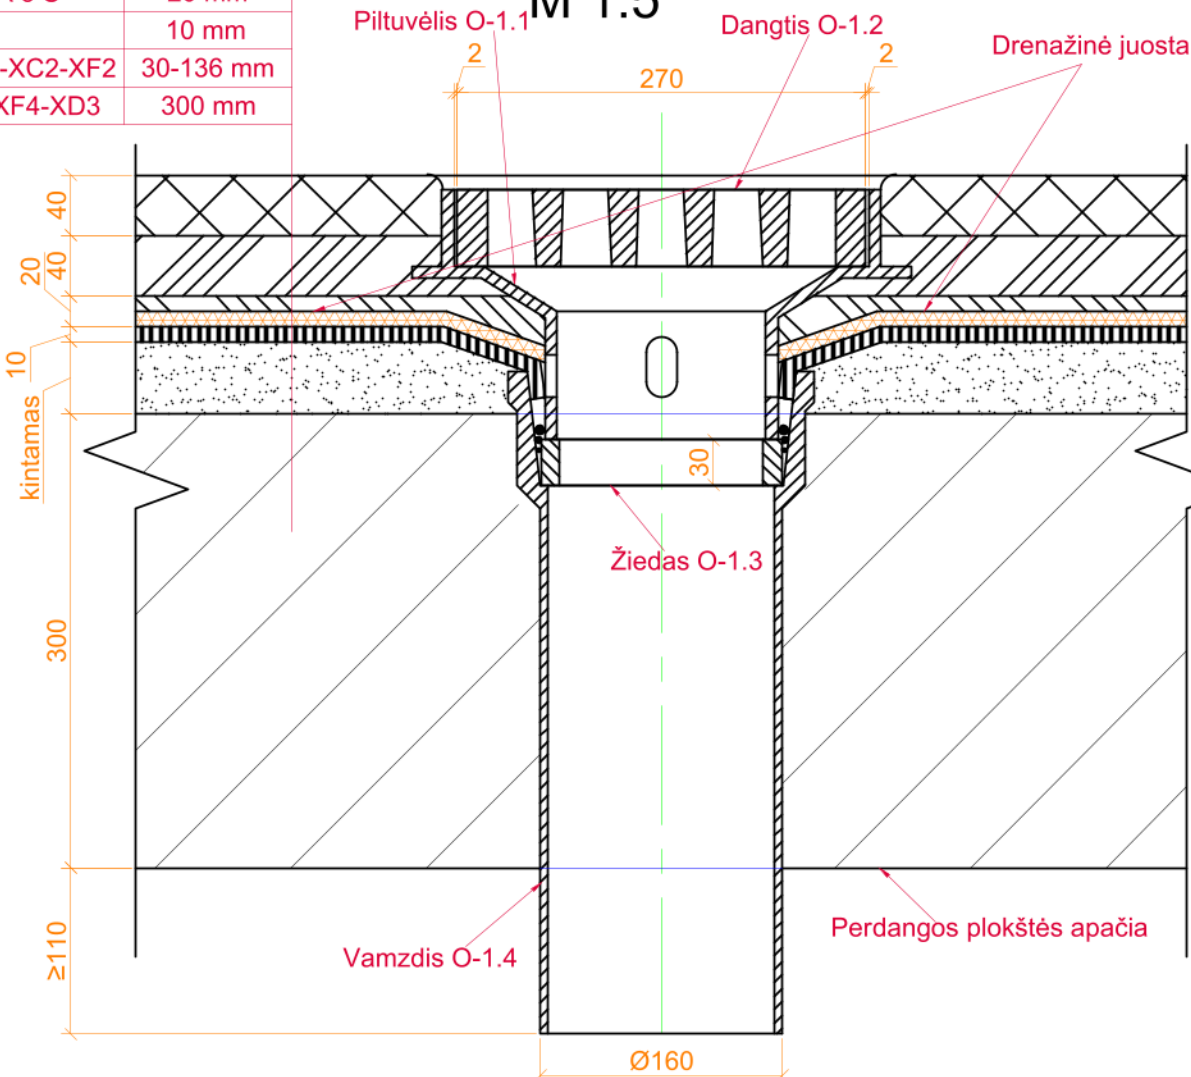 M 1:5
10 mm
-XC2-XF2 30-136 mm
XF4-XD3 300 mm
Piltuvėlis O-1.1
Dangtis O-1.2
Drenažinė juosta
2
270
2
40
40
20
10
kintamas
30
Žiedas O-1.3
300
Perdangos plokštės apačia
Vamzdis O-1.4
≥110
Ø160